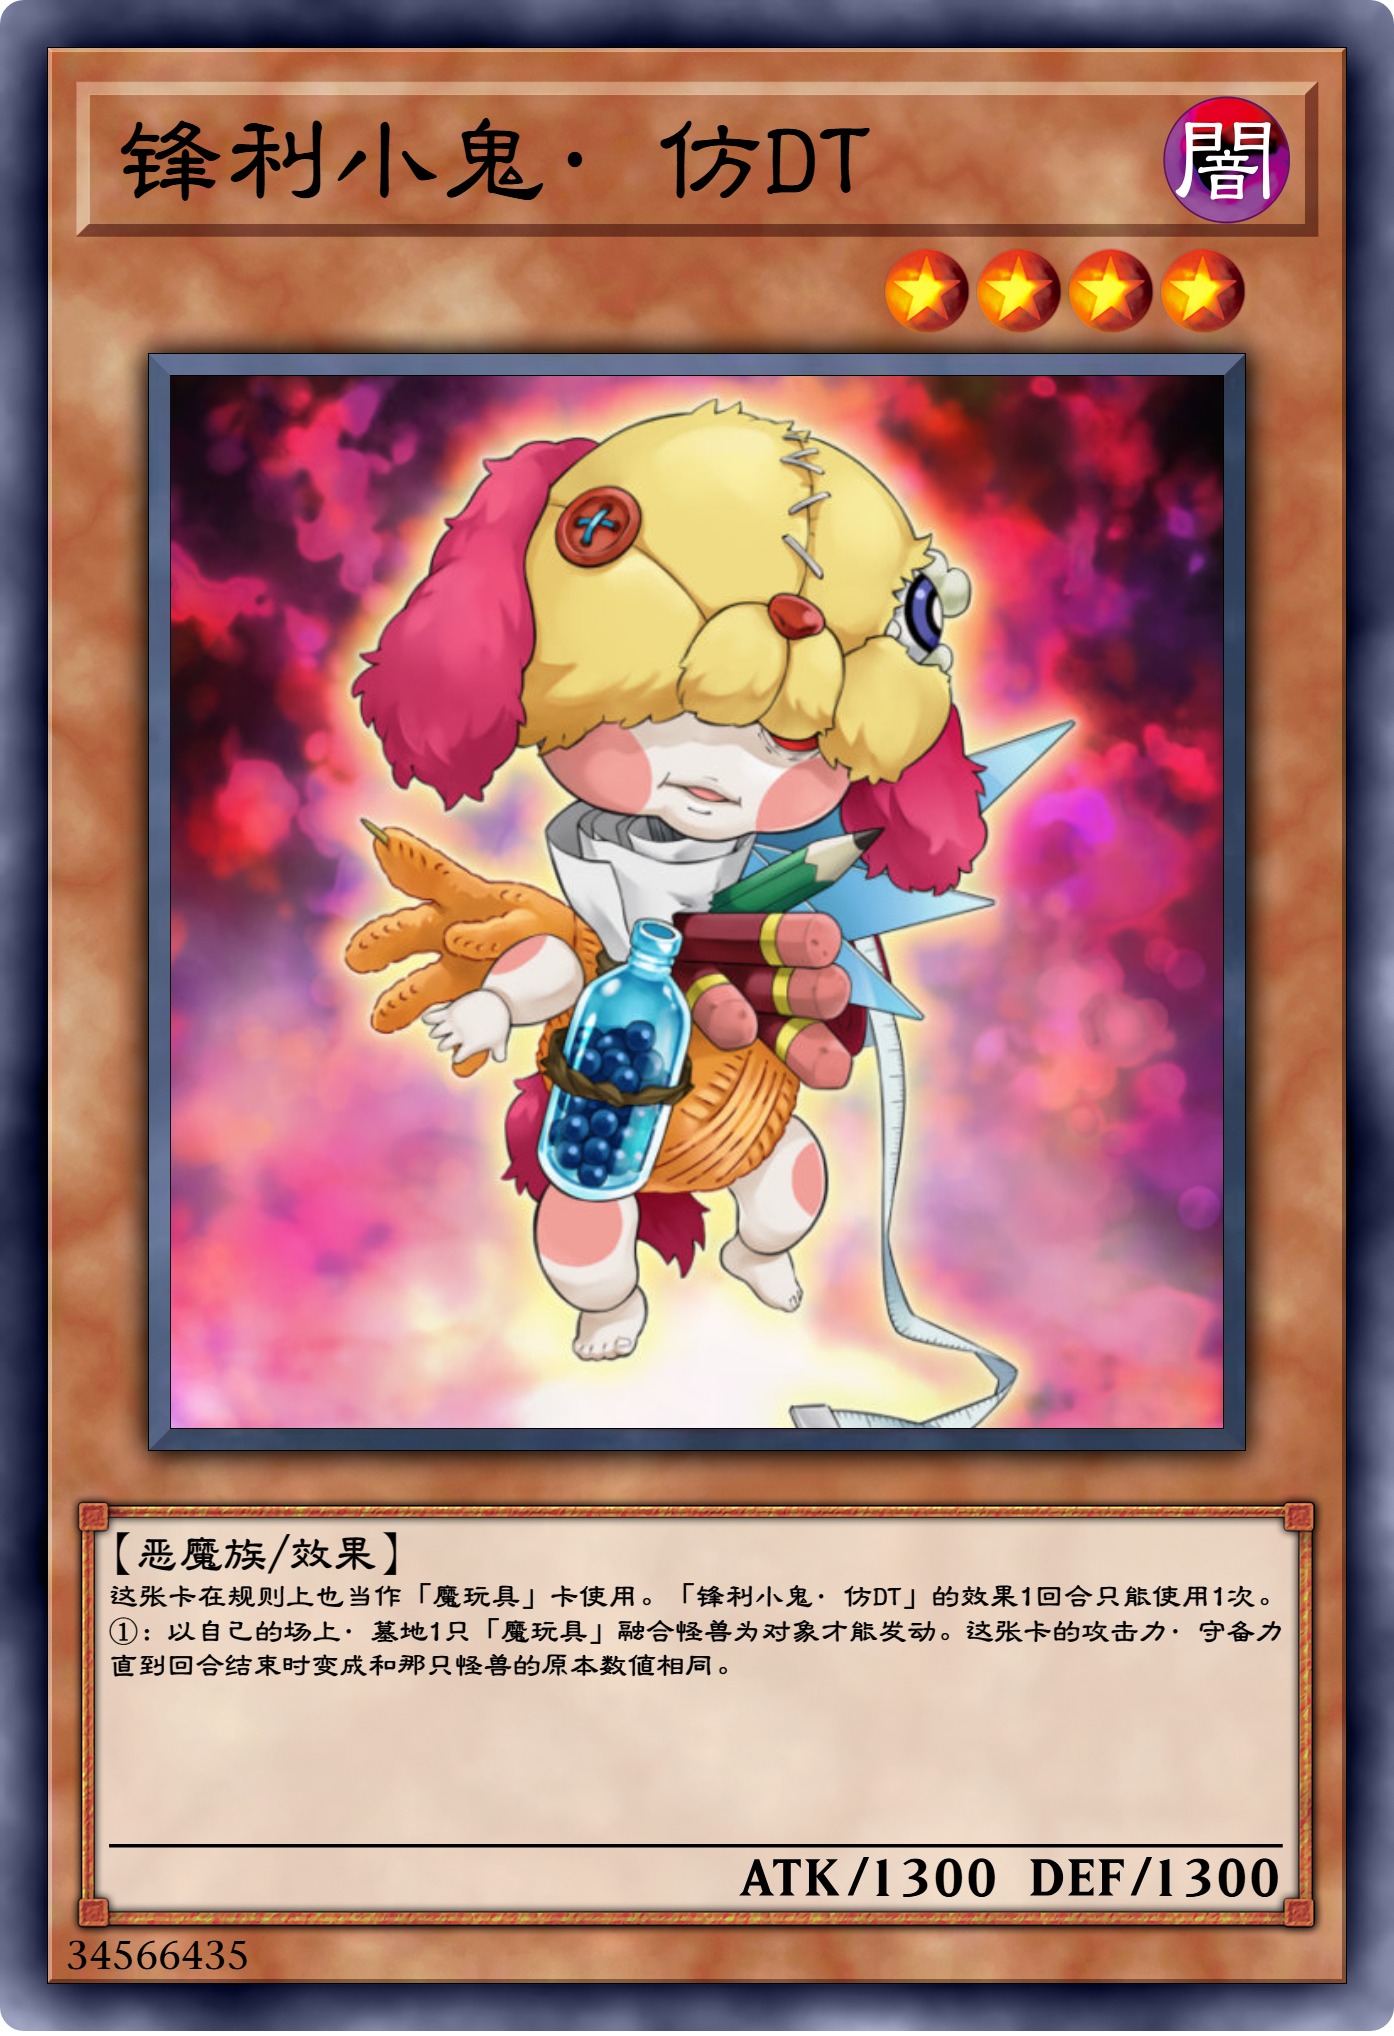 锋利小鬼·仿DT
闇
【恶魔族/效果】
这张卡在规则上也当作「魔玩具」卡使用。「锋利小鬼·仿DT」的效果1回合只能使用1次。
①：以自己的场上·墓地1只「魔玩具」融合怪兽为对象才能发动。这张卡的攻击力·守备力
直到回合结束时变成和那只怪兽的原本数值相同。
ATK/1300 DEF/1300
34566435